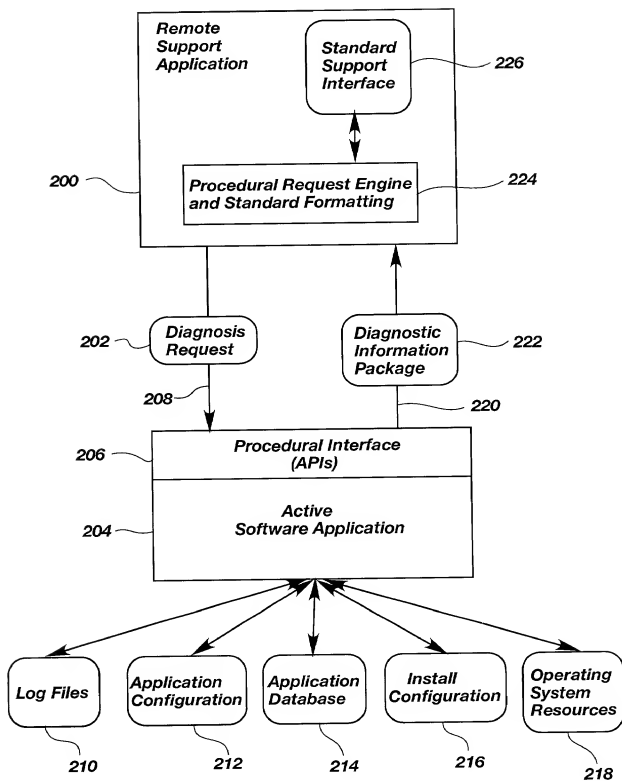 Remote
Support
Application
Standard
Support
Interface
226
200
Procedural Request Engine
and Standard Formatting
224
202
Diagnosis
Request
Diagnostic
Information
Package
222
208
220
206
Procedural Interface
(APIs)
204
Active
Software Application
Log Files
Application
Configuration
Application
Database
Install
Configuration
Operating
System
Resources
210
212
214
216
218